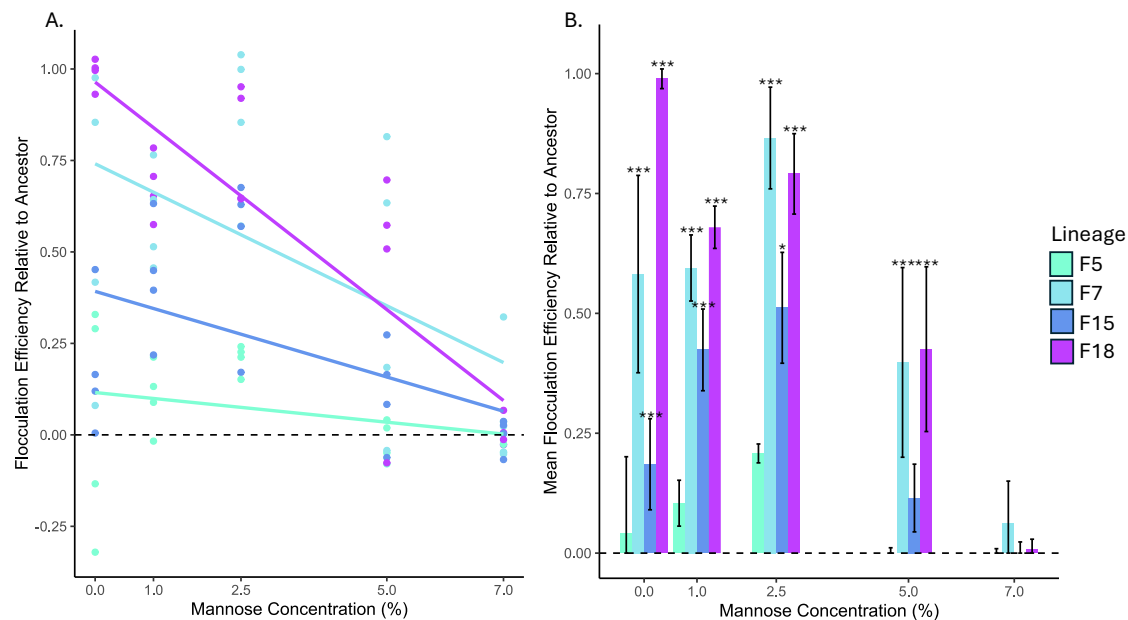 A.
Flocculation Efficiency Relative to Ancestor
1.00
0.75
0.50
0.25
0.00
-0.25
0.0 1.0 2.5 5.0 7.0
Mannose Concentration (%)
B.
Mean Flocculation Efficiency Relative to Ancestor
1.00
0.75
0.50
0.25
0.00
*** *** ***
*** *** ***
*** * ***
*** ***
0.0 1.0 2.5 5.0 7.0
Mannose Concentration (%)
Lineage
F5
F7
F15
F18